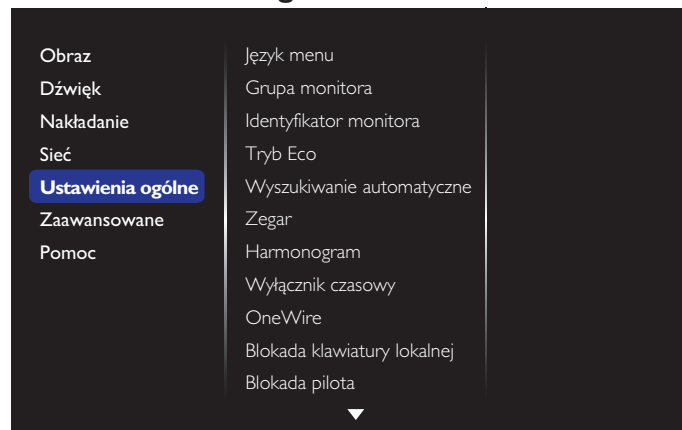 Obraz
Dźwięk
Nakładanie
Sieć
Ustawienia ogólne
Zaawansowane
Pomoc
Język menu
Grupa monitora
Identyfikator monitora
Tryb Eco
Wyszukiwanie automatyczne
Zegar
Harmonogram
Wyłącznik czasowy
OneWire
Blokada klawiatury lokalnej
Blokada pilota